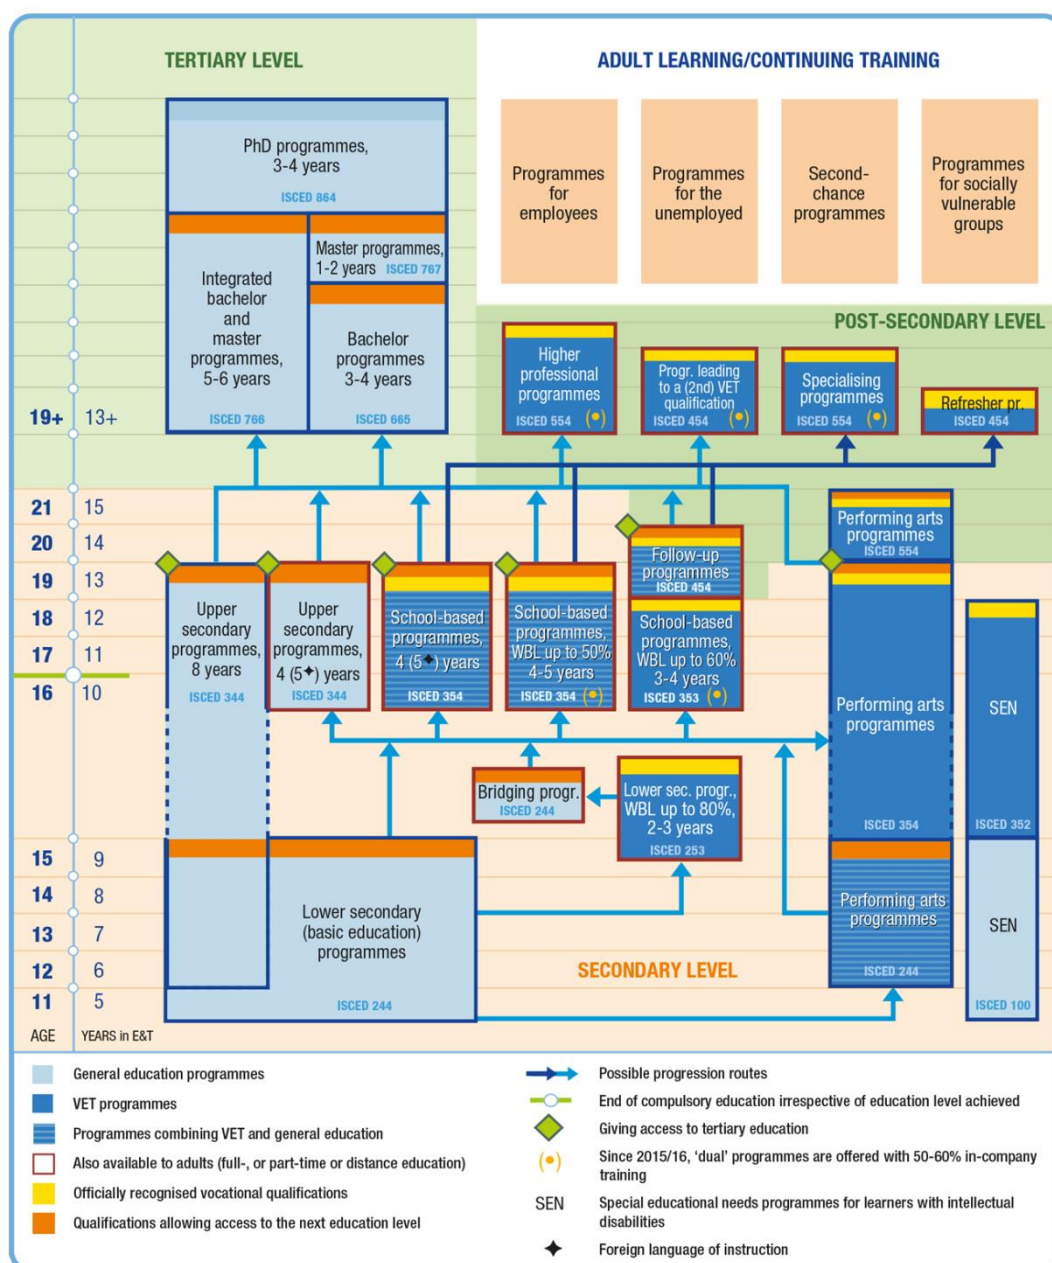 TERTIARY LEVEL
ADULT LEARNING/CONTINUING TRAINING
PhD programmes,
3-4 years
ISCED 864
Programmes
for
employees
Programmes
for the
unemployed
Second-
chance
programmes
Programmes
for socially
vulnerable
groups
Master programmes,
1-2 years ISCED 767
Integrated
bachelor
and
master
programmes,
5-6 years
ISCED 766
Bachelor
programmes
3-4 years
ISCED 665
POST-SECONDARY LEVEL
Higher
professional
programmes
ISCED 554 (•)
Progr. leading
to a (2nd) VET
qualification
ISCED 454 (•)
Specialising
programmes
ISCED 554 (•)
Refresher pr.
ISCED 454
19+ 13+
21 15
20 14
19 13
18 12
17 11
16 10
15 9
14 8
13 7
12 6
11 5
AGE YEARS in E&T
Upper
secondary
programmes,
8 years
ISCED 344
Upper
secondary
programmes,
4 (5✦) years
ISCED 344
School-based
programmes,
4 (5✦) years
ISCED 354
School-based
programmes,
WBL up to 50%
4-5 years
ISCED 354 (•)
Follow-up
programmes
ISCED 454
School-based
programmes,
WBL up to 60%
3-4 years
ISCED 353 (•)
Performing arts
programmes
ISCED 554
Performing arts
programmes
ISCED 354
SEN
ISCED 352
Bridging progr.
ISCED 244
Lower sec. progr.,
WBL up to 80%,
2-3 years
ISCED 253
Lower secondary
(basic education)
programmes
ISCED 244
SECONDARY LEVEL
Performing arts
programmes
ISCED 244
SEN
ISCED 100
General education programmes
VET programmes
Programmes combining VET and general education
Also available to adults (full-, or part-time or distance education)
Officially recognised vocational qualifications
Qualifications allowing access to the next education level
Possible progression routes
End of compulsory education irrespective of education level achieved
Giving access to tertiary education
(•) Since 2015/16, 'dual' programmes are offered with 50-60% in-company
training
SEN Special educational needs programmes for learners with intellectual
disabilities
✦ Foreign language of instruction